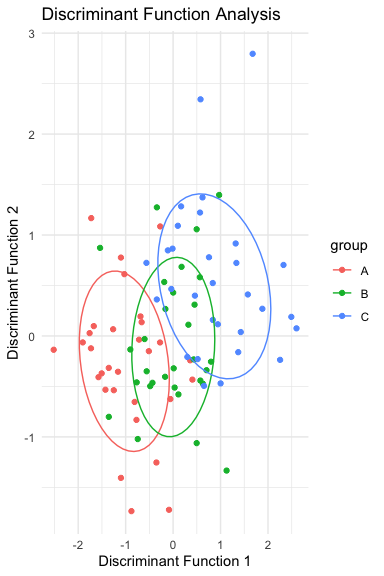 Discriminant Function Analysis
3
2
1
0
-1
-2
-1
0
1
2
Discriminant Function 1
Discriminant Function 2
group
A
B
C